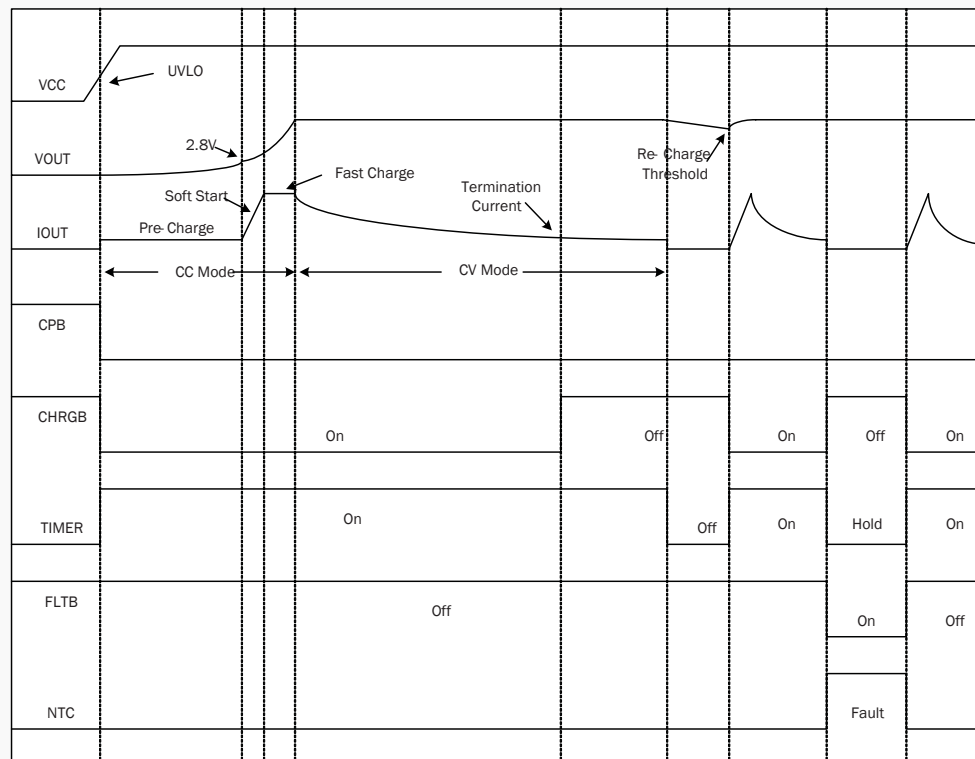 VCC
UVLO
VOUT
2.8V
Re- Charge
Threshold
Fast Charge
Soft Start
Termination
Current
IOUT
Pre- Charge
CC Mode
CV Mode
CPB
CHRGB
On
Off
On
Off
On
TIMER
On
Off
On
Hold
On
FLTB
Off
On
Off
NTC
Fault